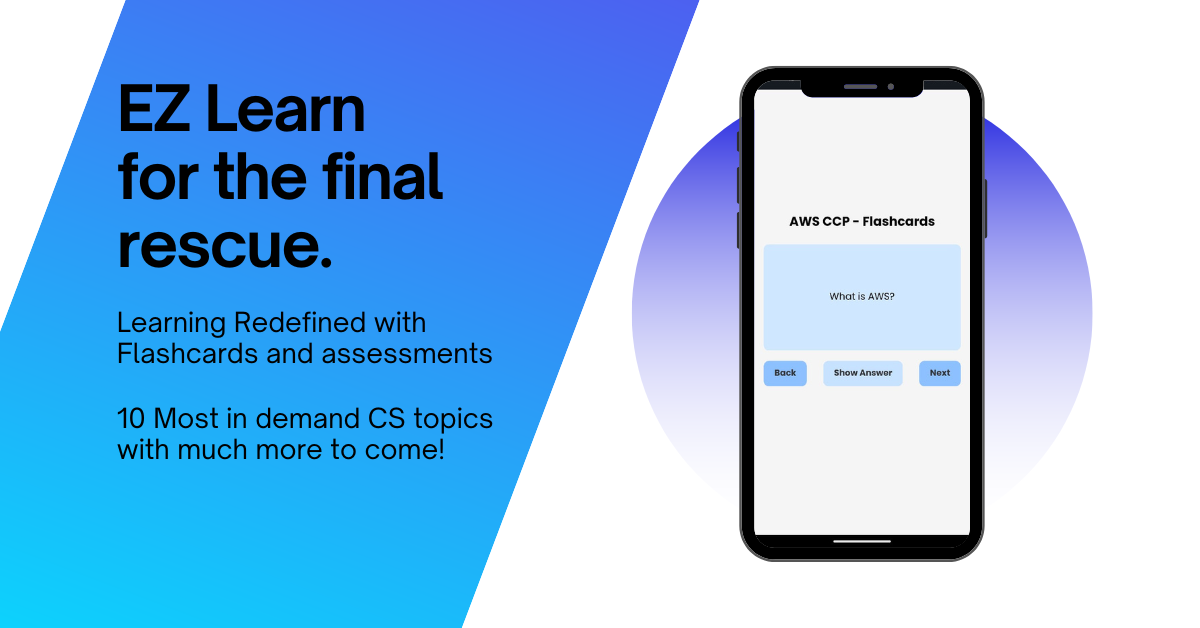 EZ Learn
for the final
rescue.
Learning Redefined with
Flashcards and assessments
10 Most in demand CS topics
with much more to come!
AWS CCP - Flashcards
What is AWS?
Back
Show Answer
Next